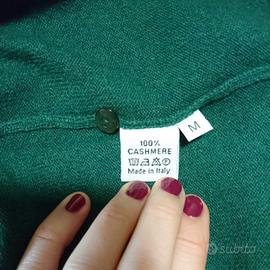 100%
CASHMERE
Made in Italy
M
subito